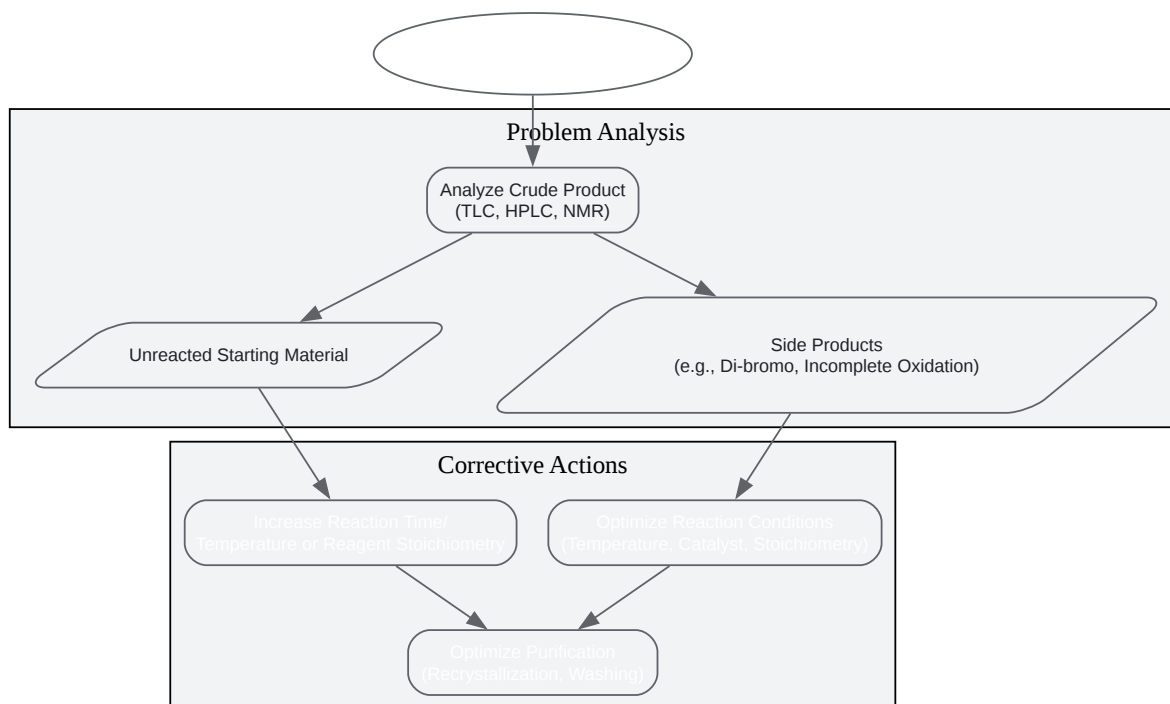 Problem Analysis
Analyze Crude Product
(TLC, HPLC, NMR)
Unreacted Starting Material
Side Products
(e.g., Di-bromo, Incomplete Oxidation)
Corrective Actions
Increase Reaction Time/
Temperature or Reagent Stoichiometry
Optimize Reaction Conditions
(Temperature, Catalyst, Stoichiometry)
Optimize Purification
(Recrystallization, Washing)